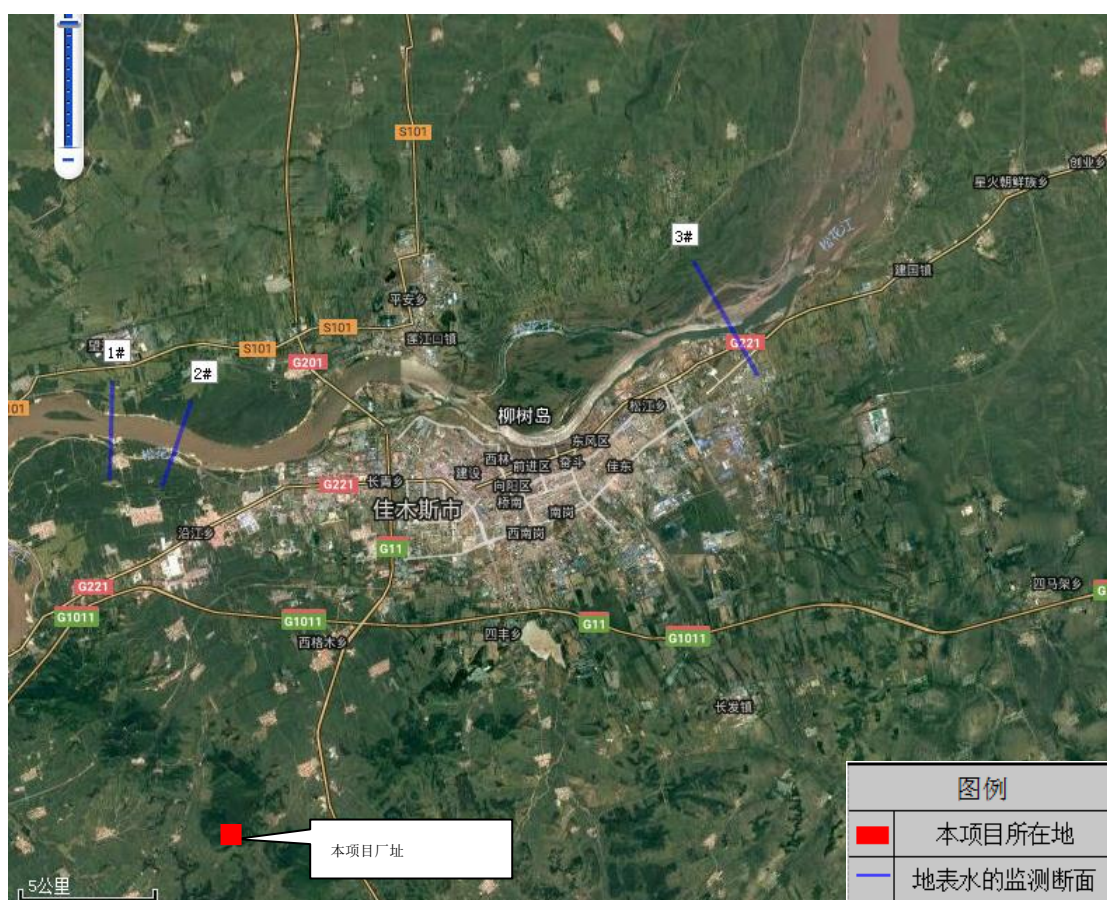 S101
创业乡
星火朝鲜族乡
3#
松花江
建国镇
平安乡
S101
莲江口镇
G221
望
1#
S101
G201
2#
101
柳树岛
松江乡
东风区
西林
前进区
奋斗
佳东
建设
长青乡
G221
向阳区
桥南
佳木斯市
南岗
沿江乡
西南岗
G11
G221
四马架乡
G
G1011
G1011
四丰乡
G11
G1011
西格木乡
长发镇
图例
本项目所在地
地表水的监测断面
本项目厂址
5公里